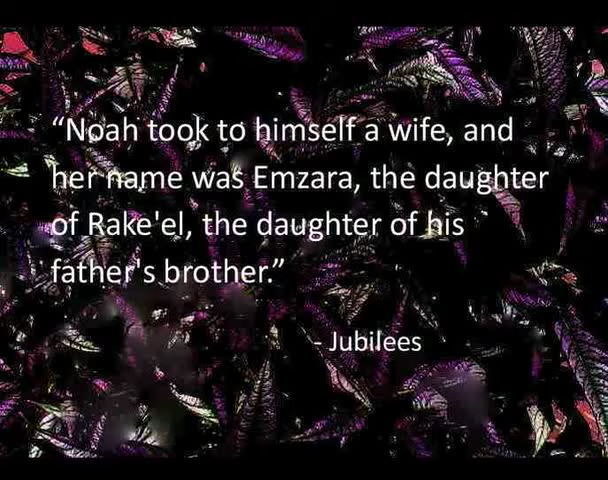 “Noah took to himself a wife, and
her name was Emzara, the daughter
of Rake'el, the daughter of his
father's brother.”
- Jubilees